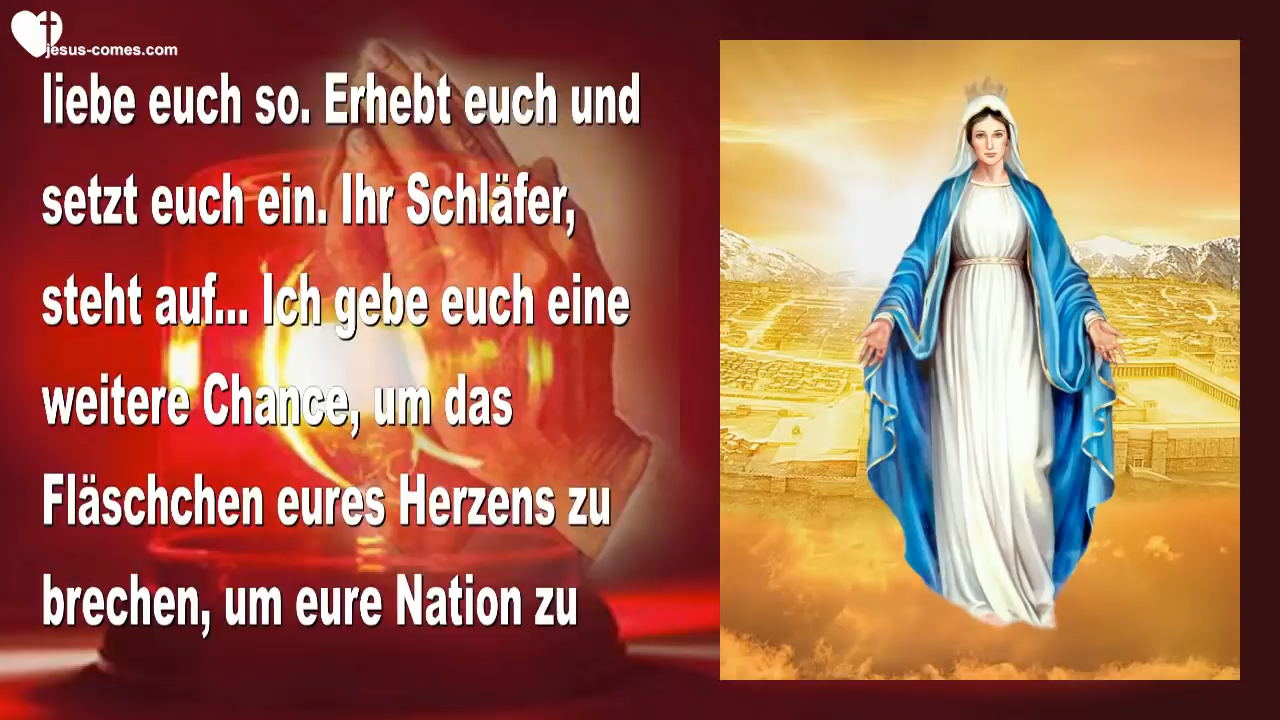 jesus-comes.com
liebe euch so. Erhebt euch und
setzt euch ein. Ihr Schläfer,
steht auf... Ich gebe euch eine
weitere Chance, um das
Fläschchen eures Herzens zu
brechen, um eure Nation zu